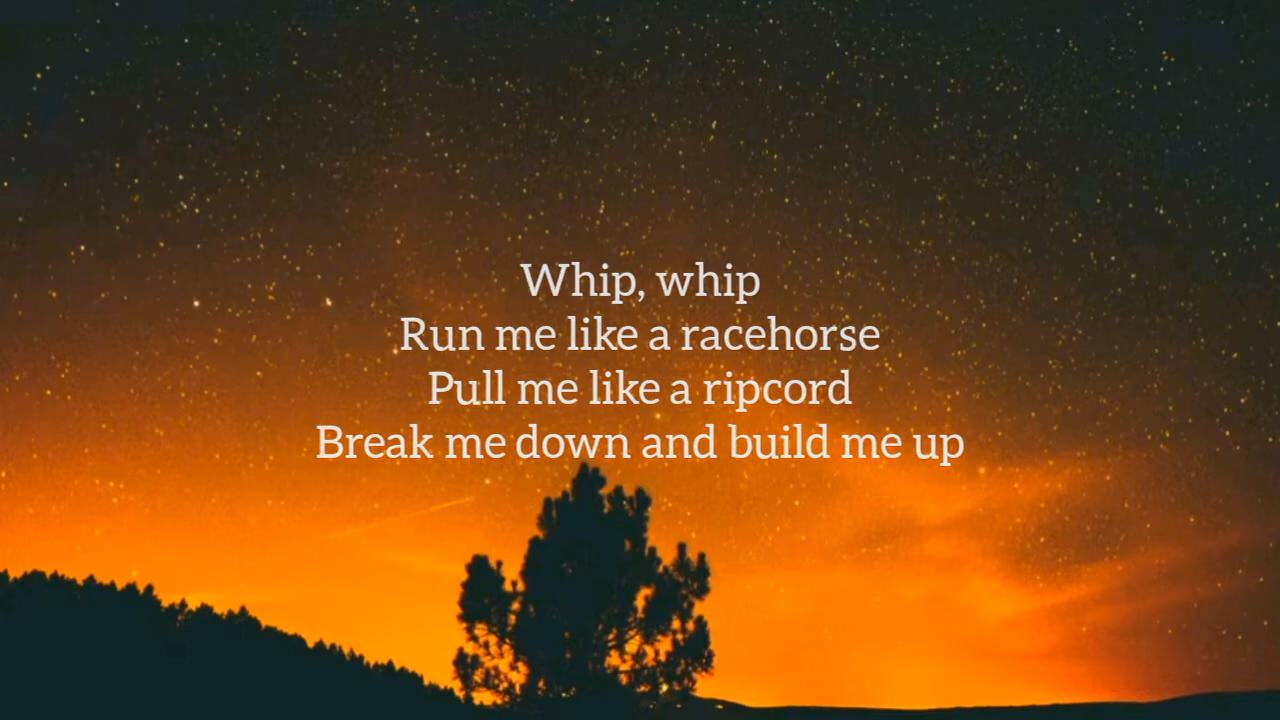 Whip, whip
Run me like a racehorse
Pull me like a ripcord
Break me down and build me up